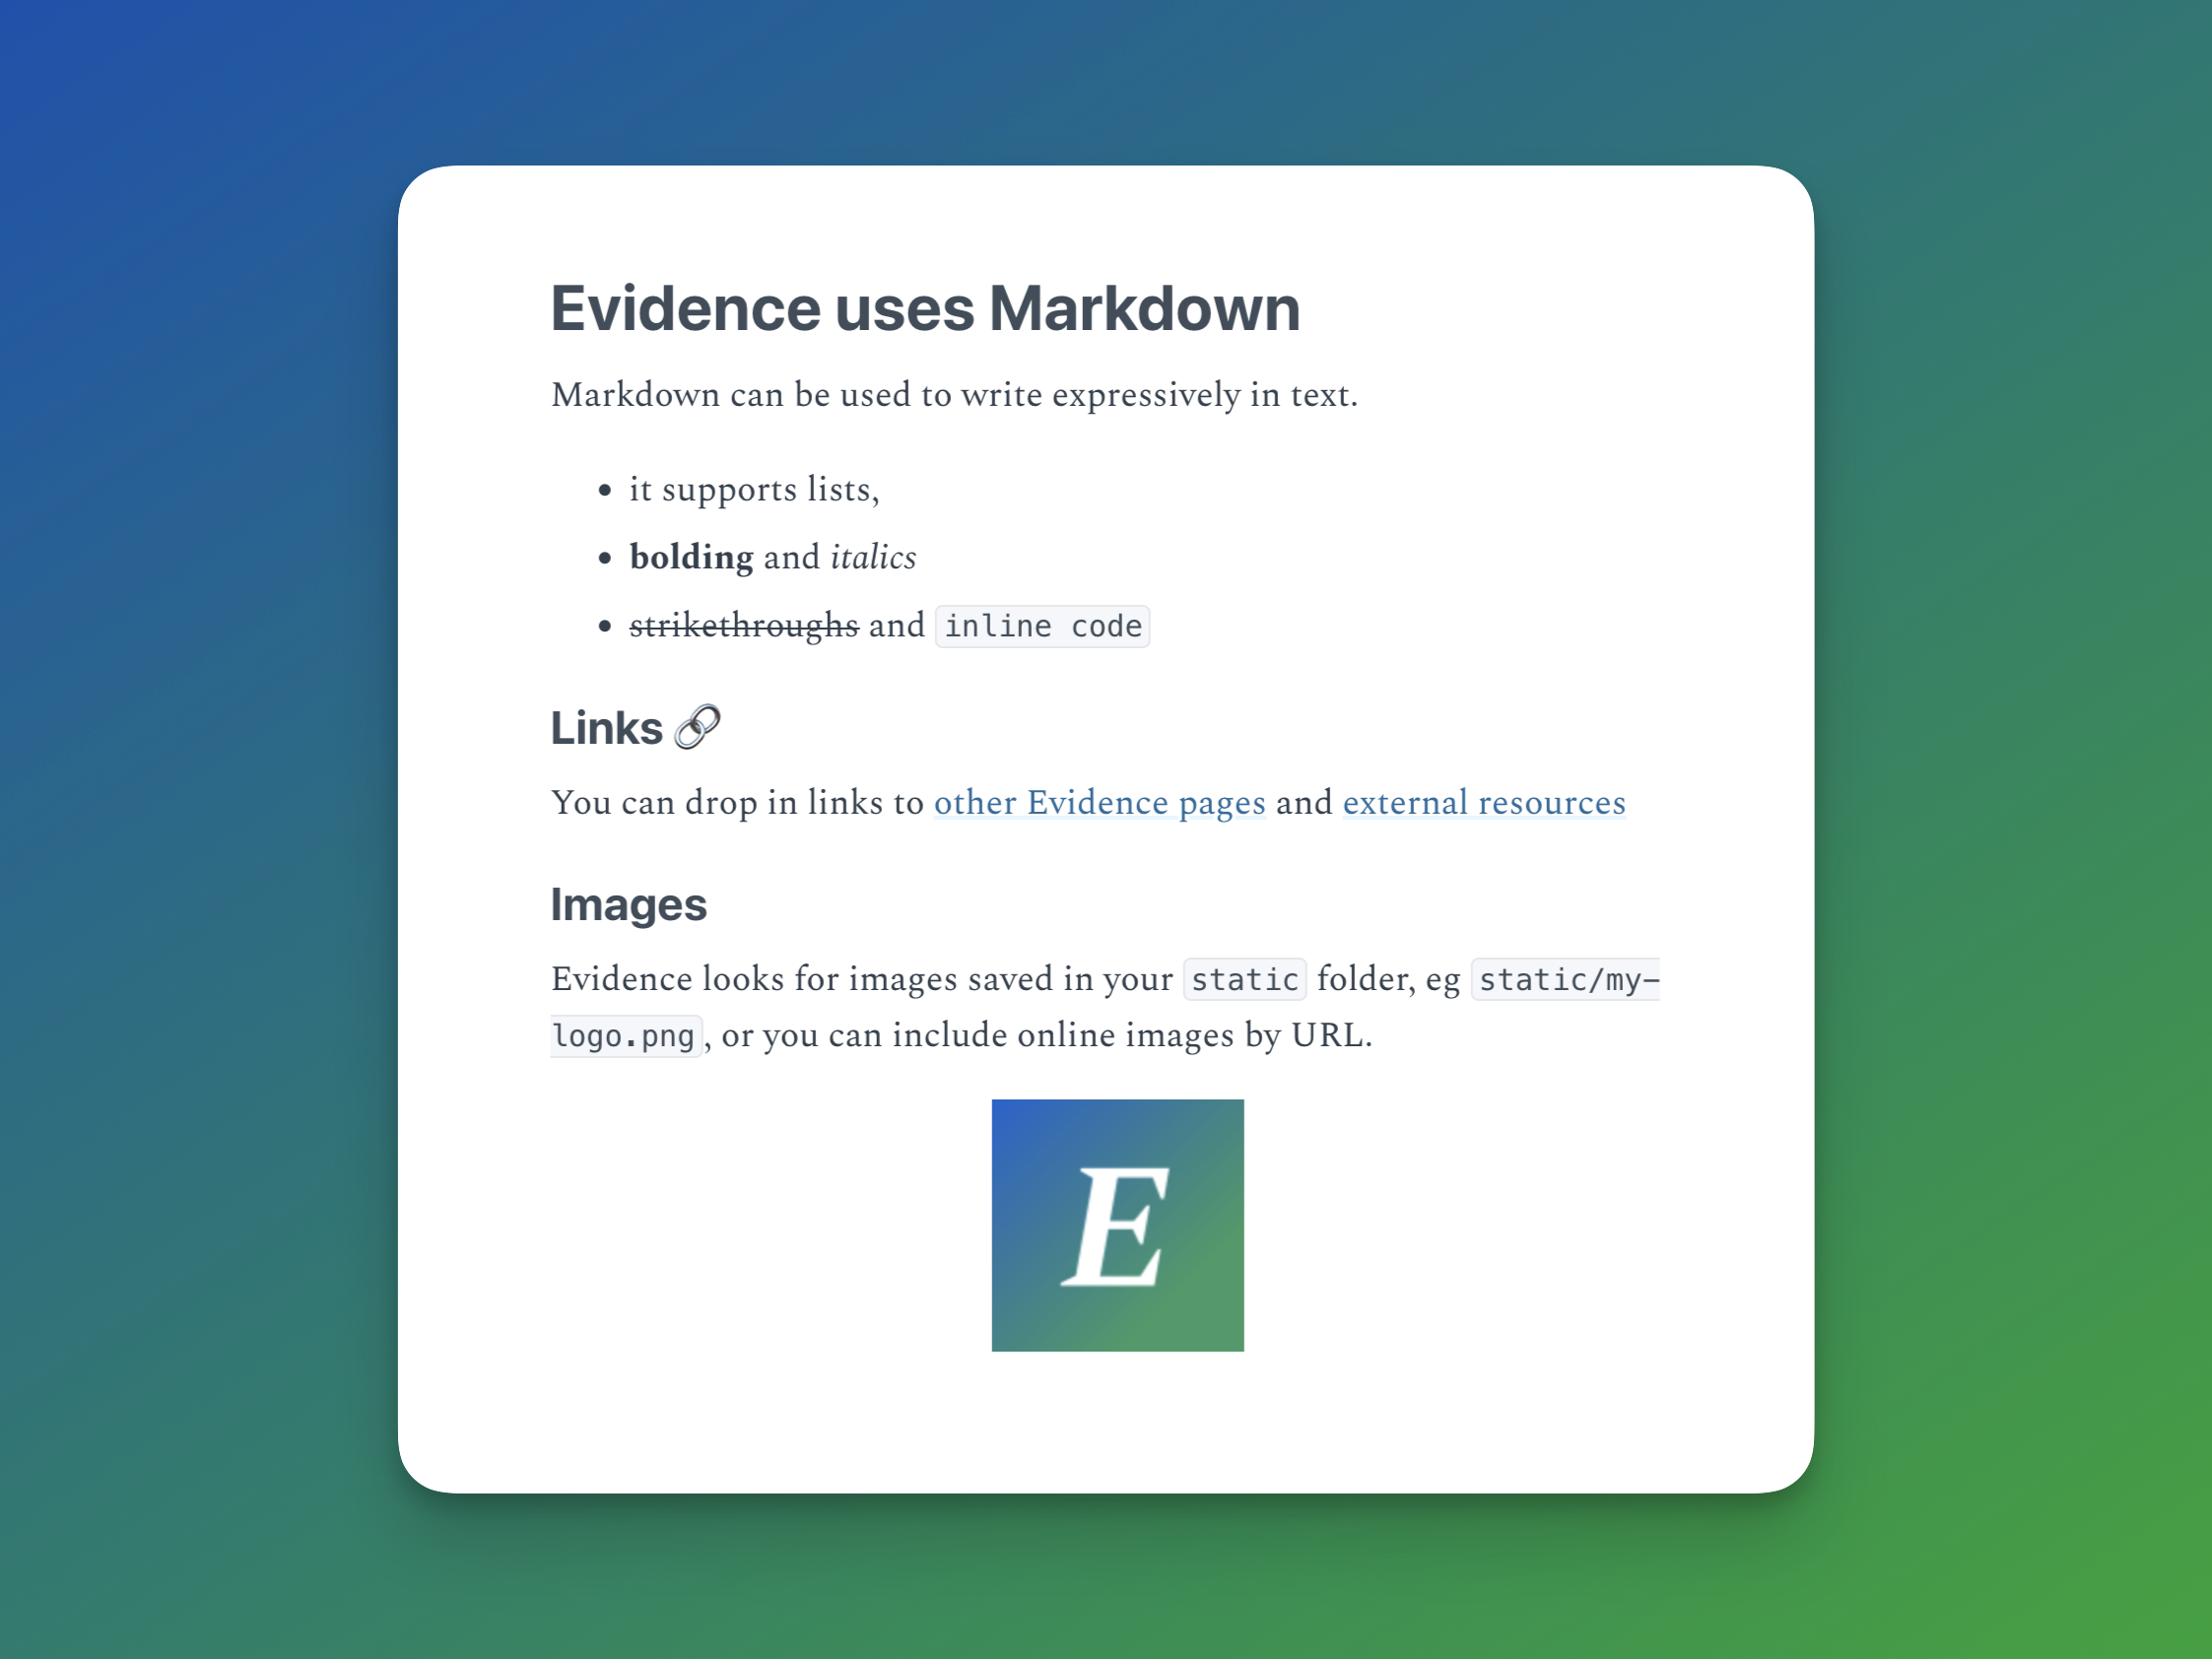 Evidence uses Markdown
Markdown can be used to write expressively in text.
it supports lists,
bolding and italics
strikethroughs and inline code
Links 🔗
You can drop in links to other Evidence pages and external resources
Images
Evidence looks for images saved in your static folder, eg static/my-
logo.png, or you can include online images by URL.
E